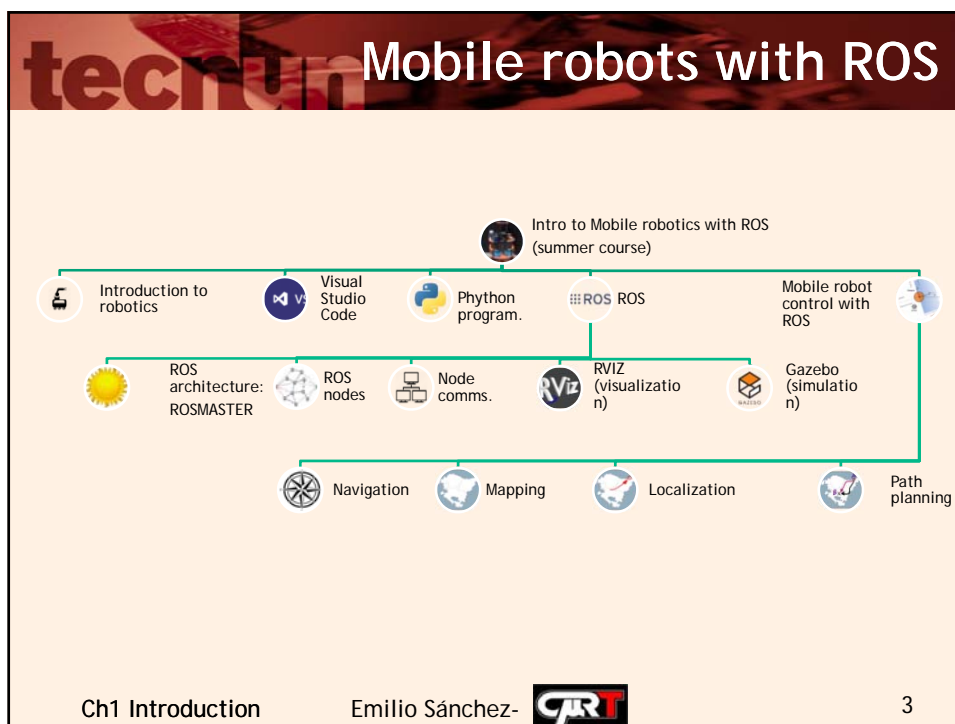 tecnun
Mobile robots with ROS
Intro to Mobile robotics with ROS
(summer course)
Introduction to
robotics
VS
Visual
Studio
Code
Phython
program.
ROS
ROS
Mobile robot
control with
ROS
ROS
architecture:
ROSMASTER
ROS
nodes
Node
comms.
RViz
RVIZ
(visualizatio
n)
GAZEBO
Gazebo
(simulatio
n)
Navigation
Mapping
Localization
Path
planning
Ch1 Introduction
Emilio Sánchez-
3